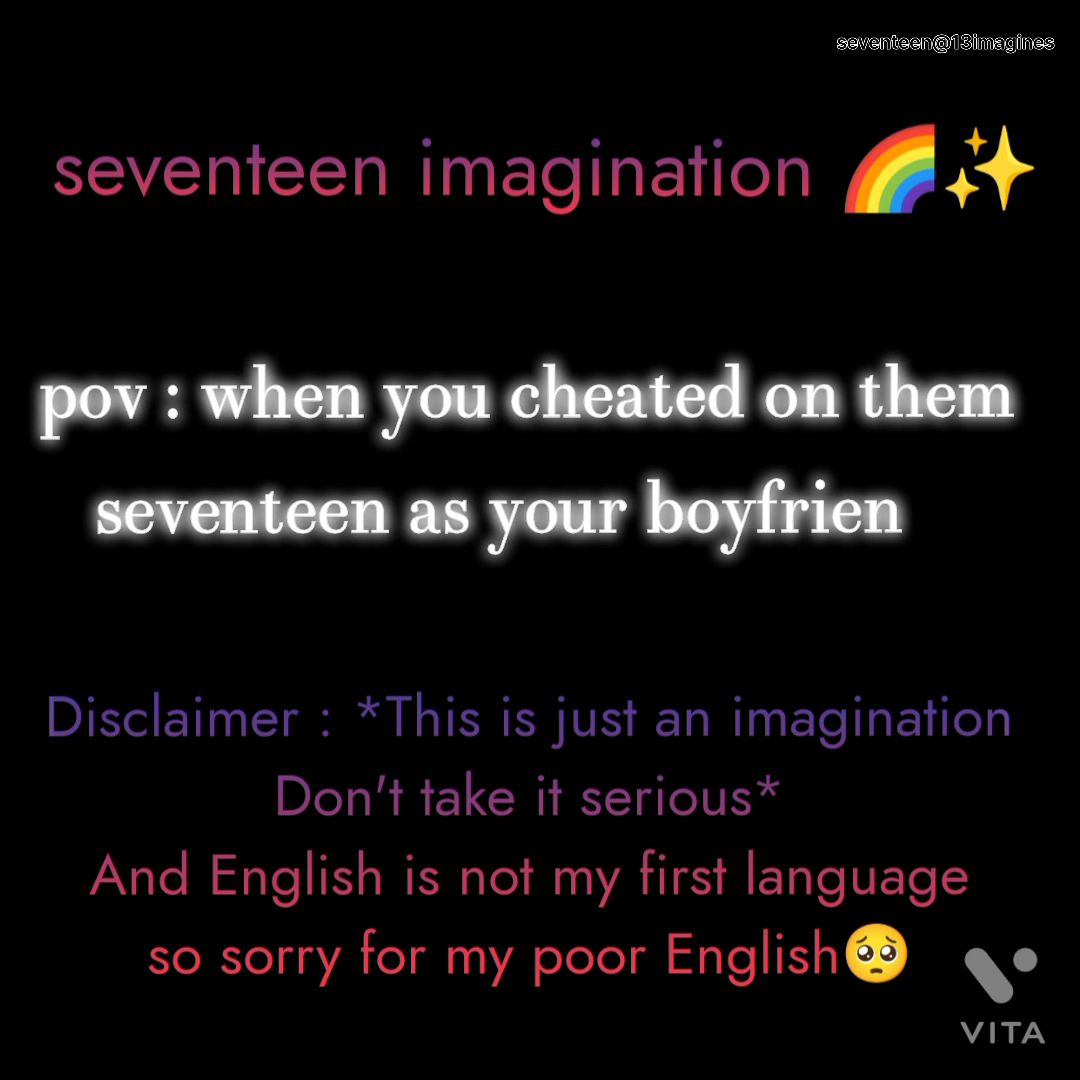 seventeen@13imagines
seventeen imagination 🌈✨
pov : when you cheated on them
seventeen as your boyfrien
Disclaimer : *This is just an imagination
Don't take it serious*
And English is not my first language
so sorry for my poor English🥺
VITA